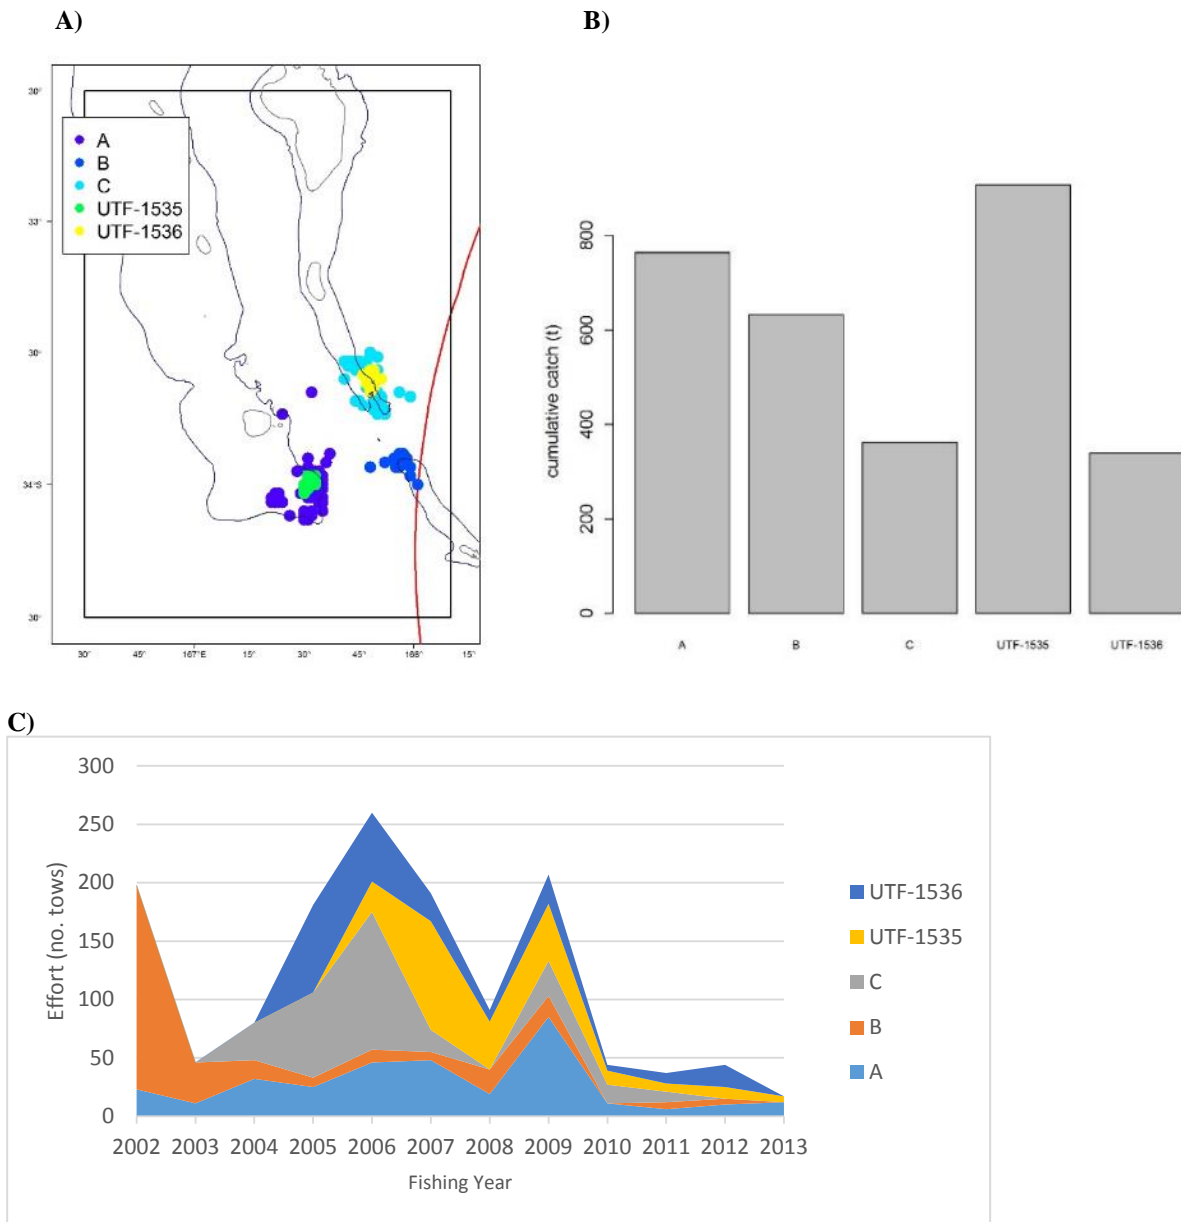 A)
B)
30°
33°
30°
34°S
30°
A
B
C
UTF-1535
UTF-1536
30°
45°
167°E
15°
30°
45°
168°
15°
cumulative catch (t)
800
600
400
200
0
A
B
C
UTF-1535
UTF-1536
C)
Effort (no. tows)
300
250
200
150
100
50
0
2002 2003 2004 2005 2006 2007 2008 2009 2010 2011 2012 2013
Fishing Year
UTF-1536
UTF-1535
C
B
A